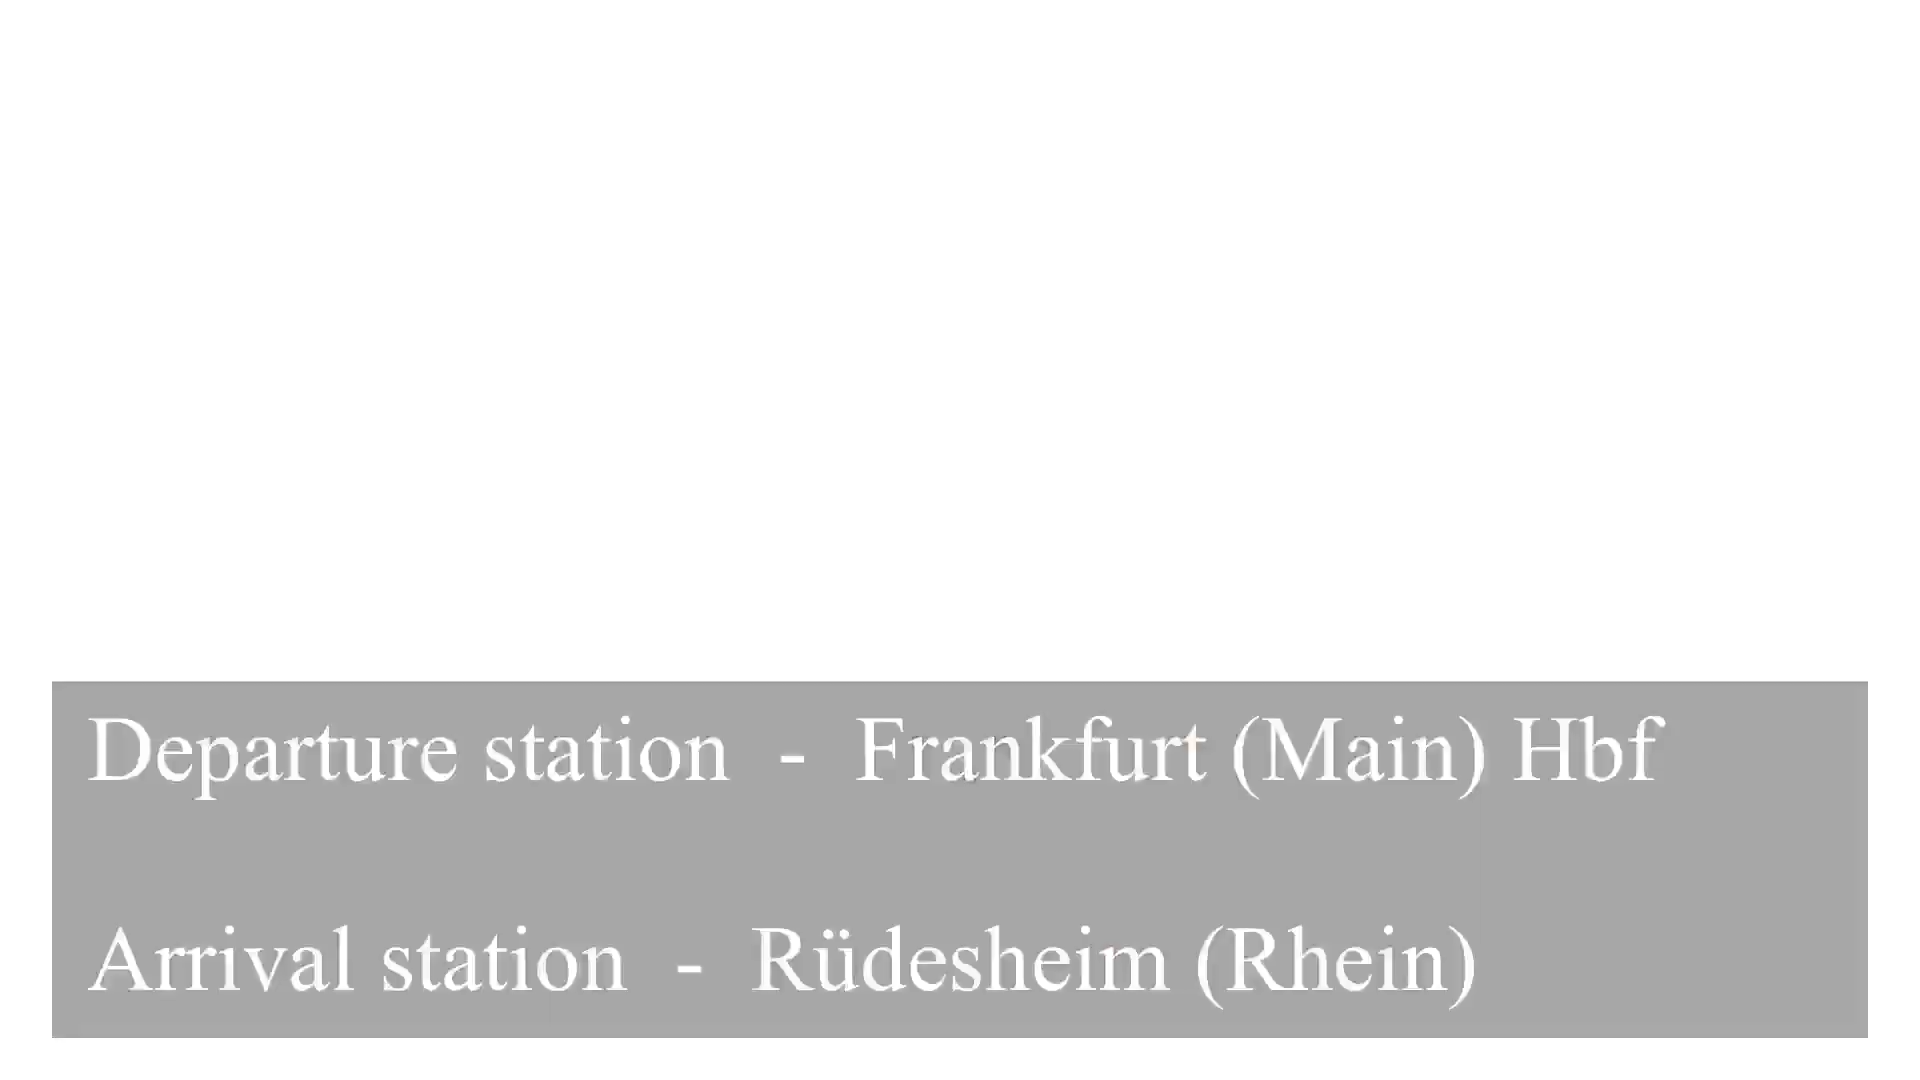 Departure station - Frankfurt (Main) Hbf
Arrival station - Rüdesheim (Rhein)